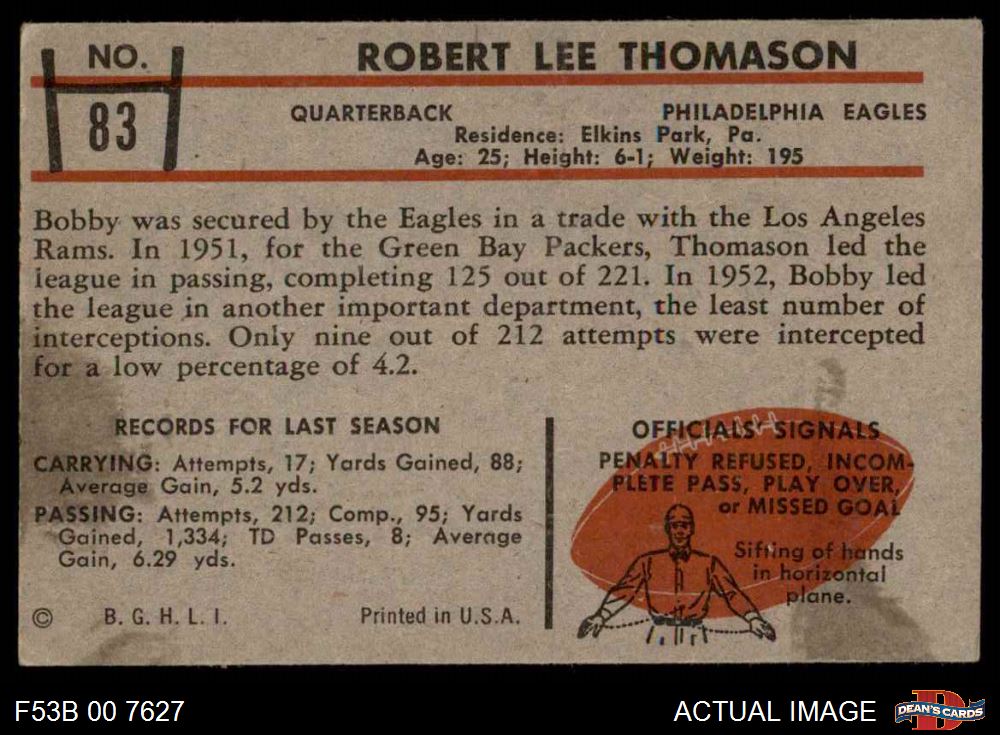 NO.
83
ROBERT LEE THOMASON
QUARTERBACK PHILADELPHIA EAGLES
Residence: Elkins Park, Pa.
Age: 25; Height: 6-1; Weight: 195
Bobby was secured by the Eagles in a trade with the Los Angeles
Rams. In 1951, for the Green Bay Packers, Thomason led the
league in passing, completing 125 out of 221. In 1952, Bobby led
the league in another important department, the least number of
interceptions. Only nine out of 212 attempts were intercepted
for a low percentage of 4.2.
RECORDS FOR LAST SEASON
CARRYING: Attempts, 17; Yards Gained, 88;
Average Gain, 5.2 yds.
PASSING: Attempts, 212; Comp., 95; Yards
Gained, 1,334; TD Passes, 8; Average
Gain, 6.29 yds.
© B. G. H. L. I. Printed in U.S.A.
OFFICIALS' SIGNALS
PENALTY REFUSED, INCOM-
PLETE PASS, PLAY OVER,
or MISSED GOAL
Sifting of hands
in horizontal
plane.
F53B 00 7627
ACTUAL IMAGE
DEAN'S CARDS